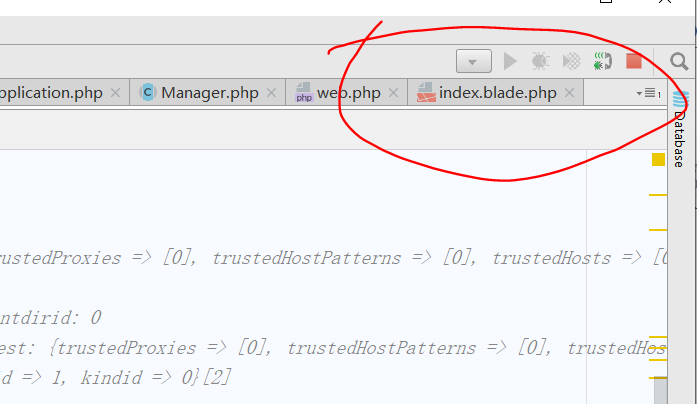 pplication.php Manager.php web.php index.blade.php
Database
rustedProxies => [0], trustedHostPatterns => [0], trustedHosts => [0
ntdirid: 0
est: {trustedProxies => [0], trustedHostPatterns => [0], trustedHos
d => 1, kindid => 0}[2]